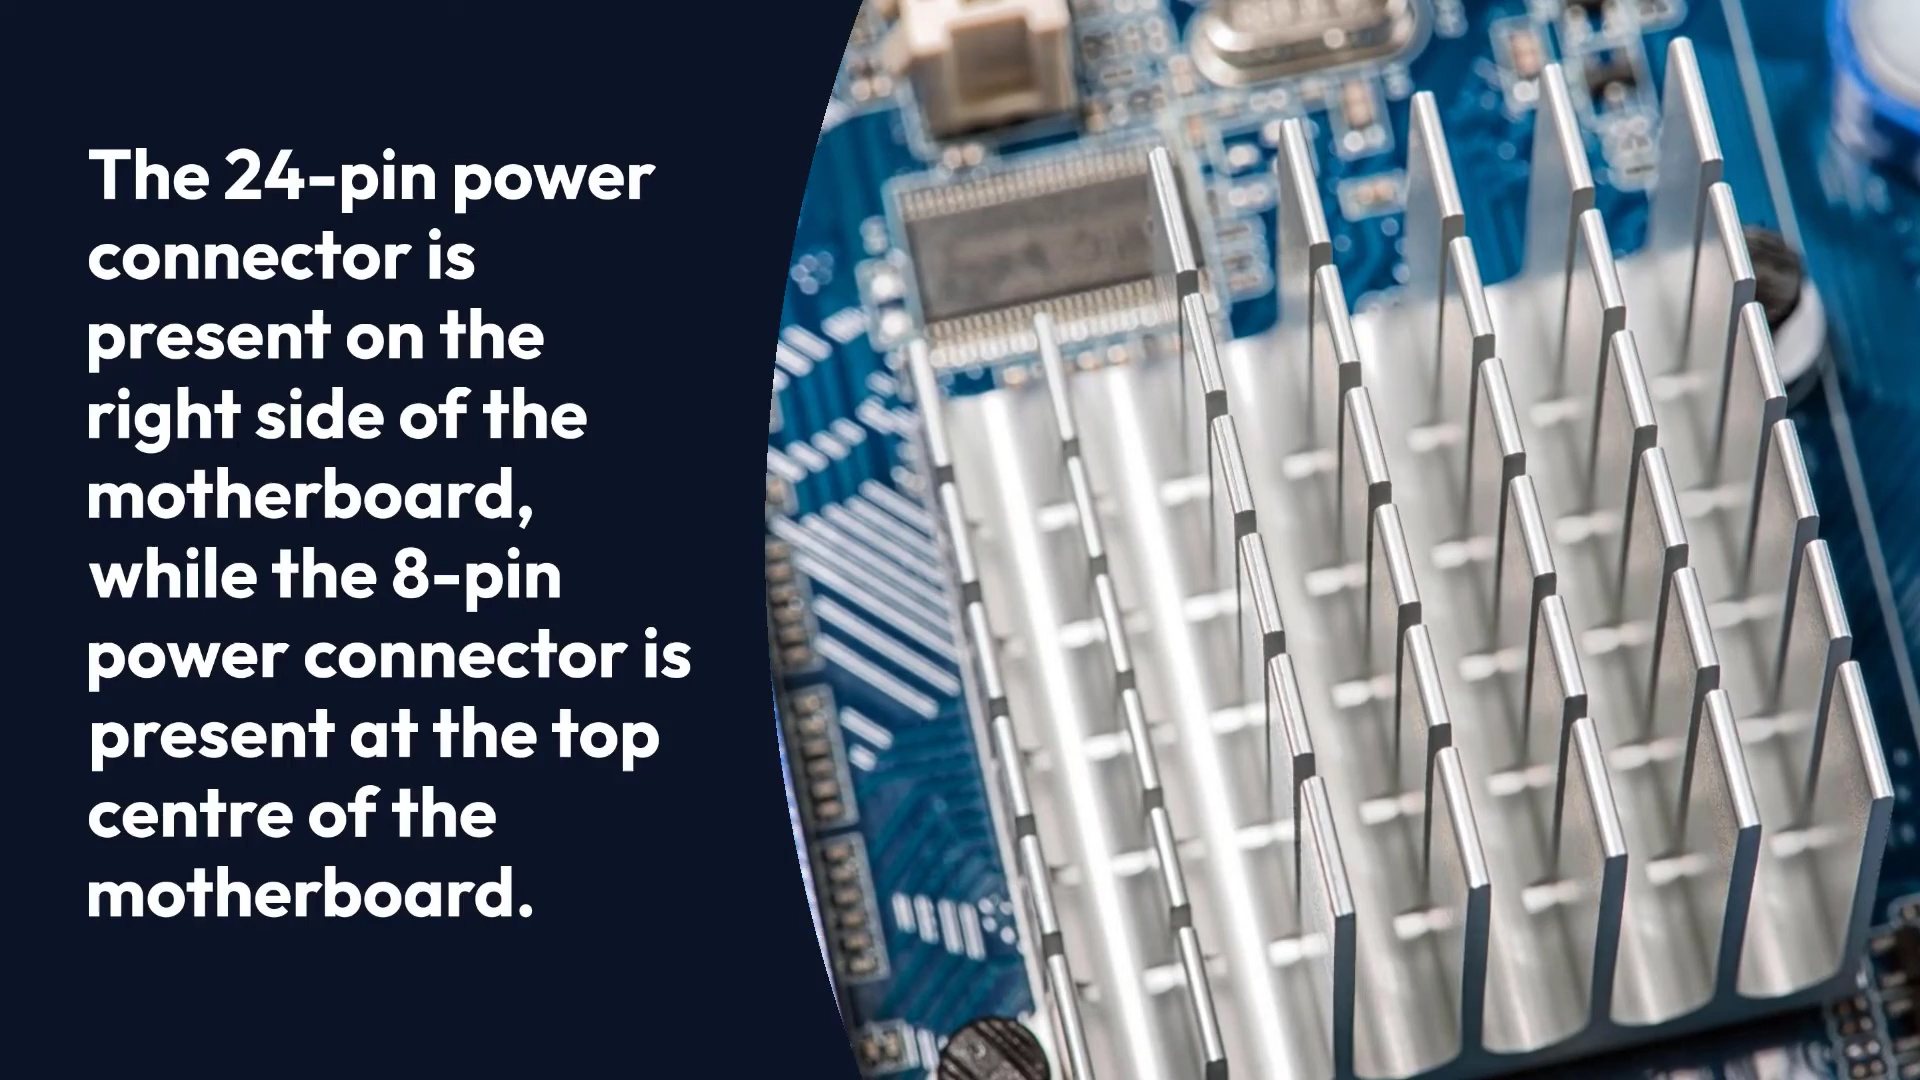 The 24-pin power
connector is
present on the
right side of the
motherboard,
while the 8-pin
power connector is
present at the top
centre of the
motherboard.